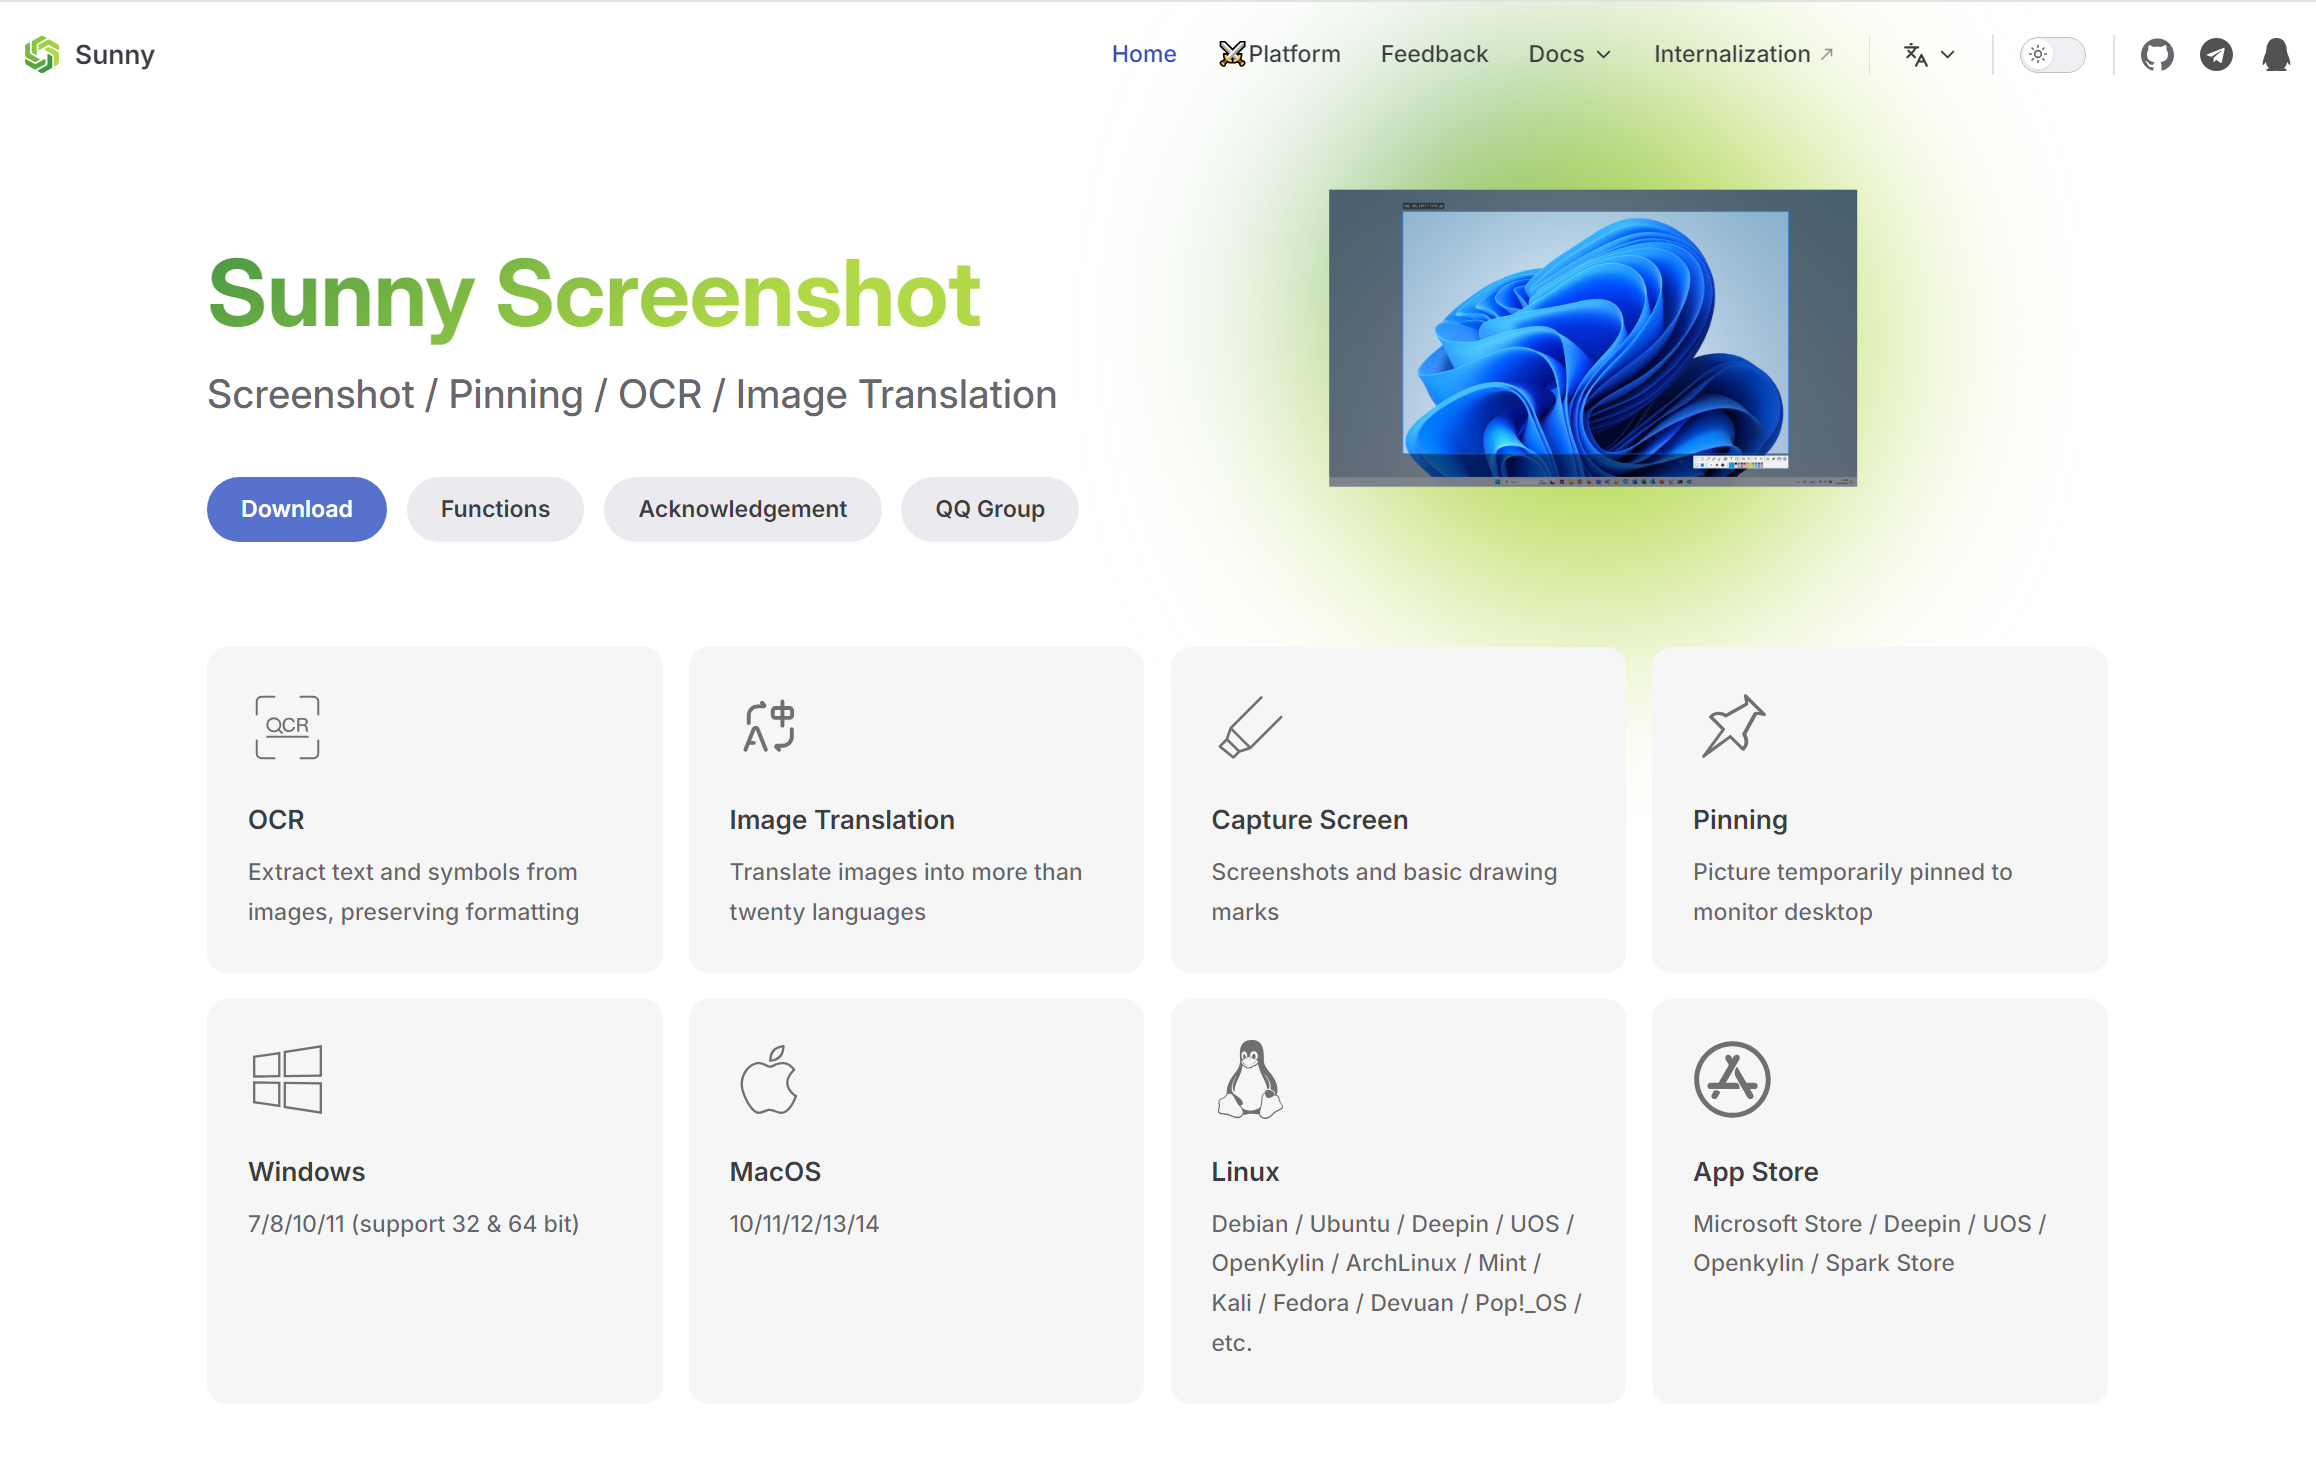 Sunny
Home
Platform
Feedback
Docs
Internalization
Sunny Screenshot
Screenshot / Pinning / OCR / Image Translation
Download
Functions
Acknowledgement
QQ Group
OCR
OCR
Extract text and symbols from
images, preserving formatting
中
A
Image Translation
Translate images into more than
twenty languages
Capture Screen
Screenshots and basic drawing
marks
Pinning
Picture temporarily pinned to
monitor desktop
Windows
7/8/10/11 (support 32 & 64 bit)
MacOS
10/11/12/13/14
Linux
Debian / Ubuntu / Deepin / UOS /
OpenKylin / ArchLinux / Mint /
Kali / Fedora / Devuan / Pop!_OS /
etc.
App Store
Microsoft Store / Deepin / UOS /
Openkylin / Spark Store